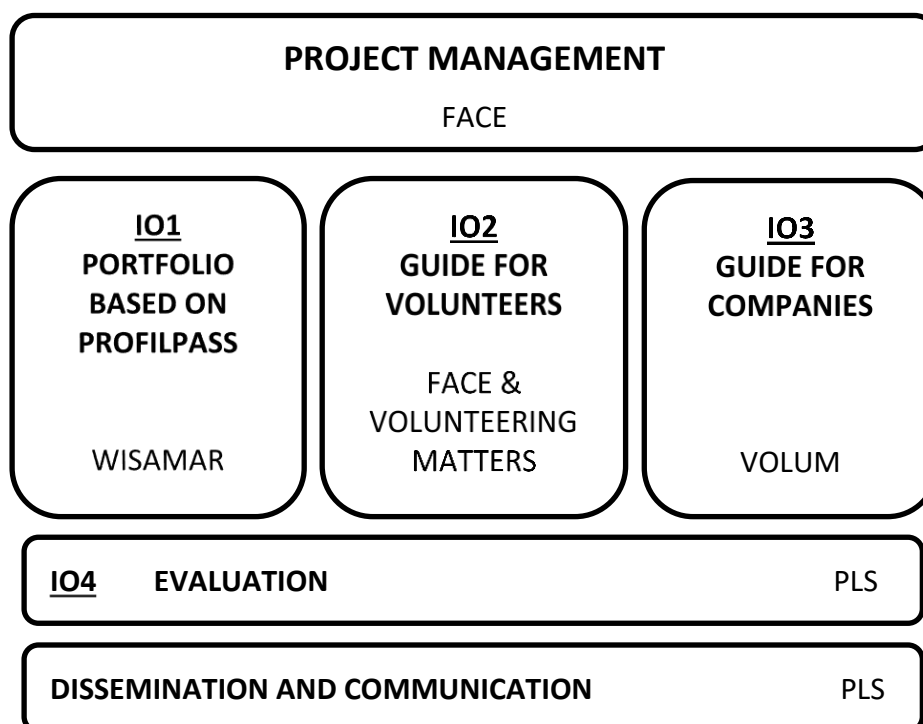 PROJECT MANAGEMENT
FACE
IO1
PORTFOLIO
BASED ON
PROFILPASS
WISAMAR
IO2
GUIDE FOR
VOLUNTEERS
FACE &
VOLUNTEERING
MATTERS
IO3
GUIDE FOR
COMPANIES
VOLUM
IO4 EVALUATION PLS
DISSEMINATION AND COMMUNICATION PLS